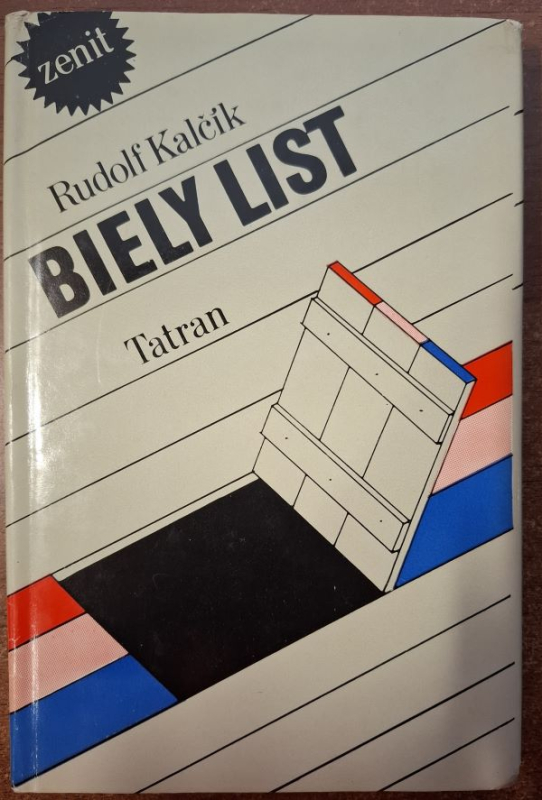 zenit
Rudolf Kalčík
BIELY LIST
Tatran